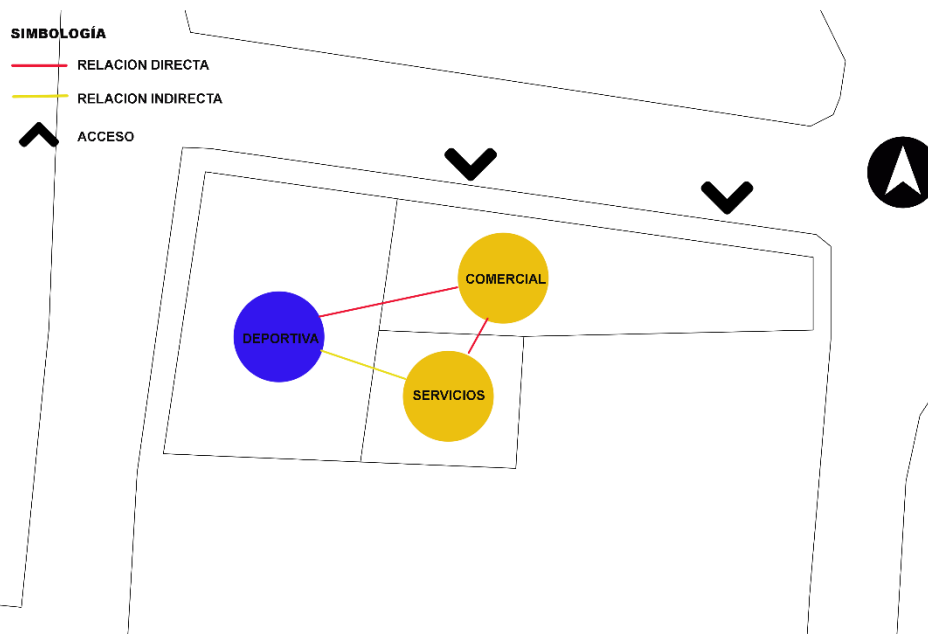 SIMBOLOGÍA
RELACION DIRECTA
RELACION INDIRECTA
ACCESO
COMERCIAL
DEPORTIVA
SERVICIOS